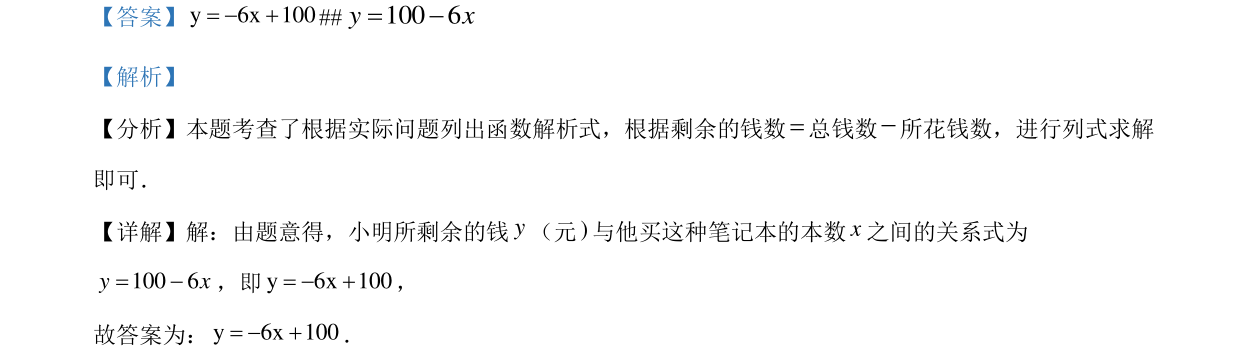 【答案】y=-6x+100##y=100-6x
【解析】
【分析】本题考查了根据实际问题列出函数解析式，根据剩余的钱数=总钱数-所花钱数，进行列式求解
即可．
【详解】解：由题意得，小明所剩余的钱y（元)与他买这种笔记本的本数x之间的关系式为
y=100-6x，即y=-6x+100，
故答案为：y=-6x+100．